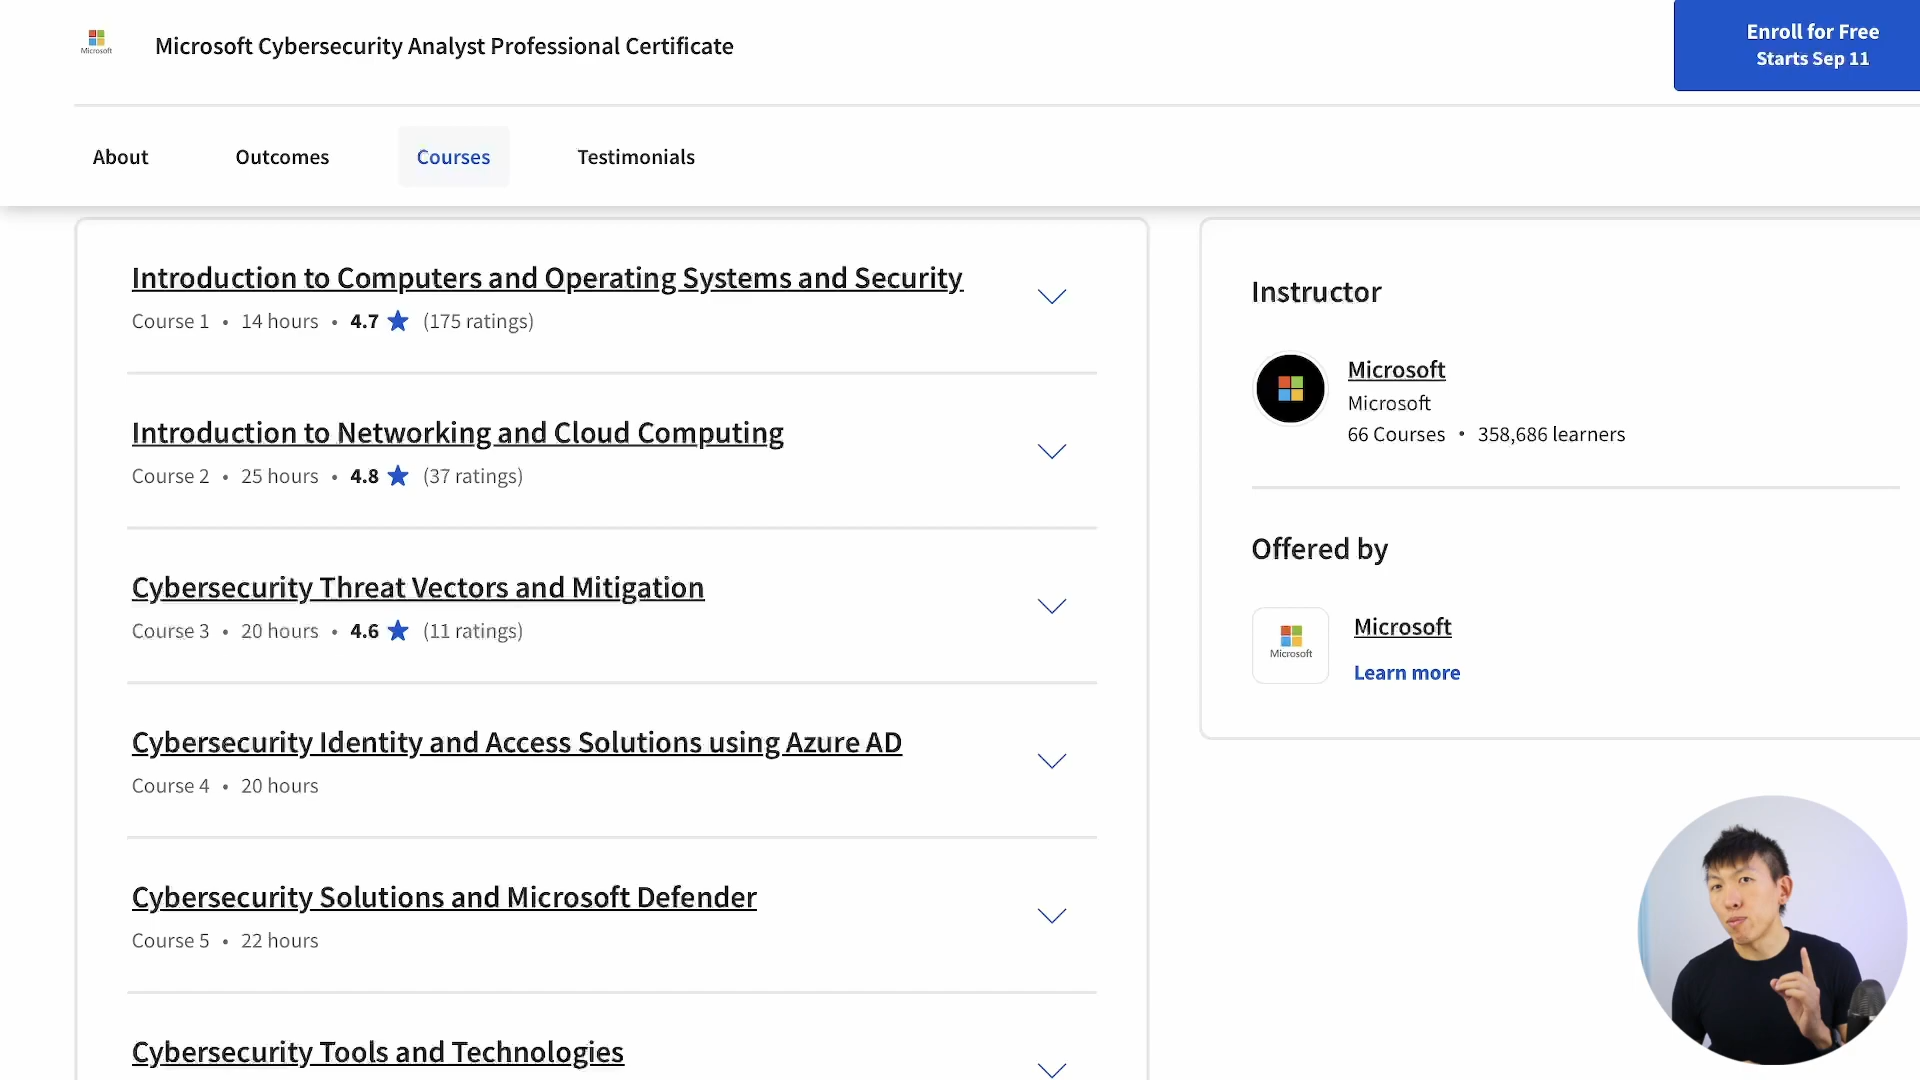 Microsoft
Microsoft Cybersecurity Analyst Professional Certificate
Enroll for Free
Starts Sep 11
About
Outcomes
Courses
Testimonials
Introduction to Computers and Operating Systems and Security
Course 1 • 14 hours • 4.7 ★ (175 ratings)
Introduction to Networking and Cloud Computing
Course 2 • 25 hours • 4.8 ★ (37 ratings)
Cybersecurity Threat Vectors and Mitigation
Course 3 • 20 hours • 4.6 ★ (11 ratings)
Cybersecurity Identity and Access Solutions using Azure AD
Course 4 • 20 hours
Cybersecurity Solutions and Microsoft Defender
Course 5 • 22 hours
Cybersecurity Tools and Technologies
Instructor
Microsoft
Microsoft
66 Courses • 358,686 learners
Offered by
Microsoft
Microsoft
Learn more